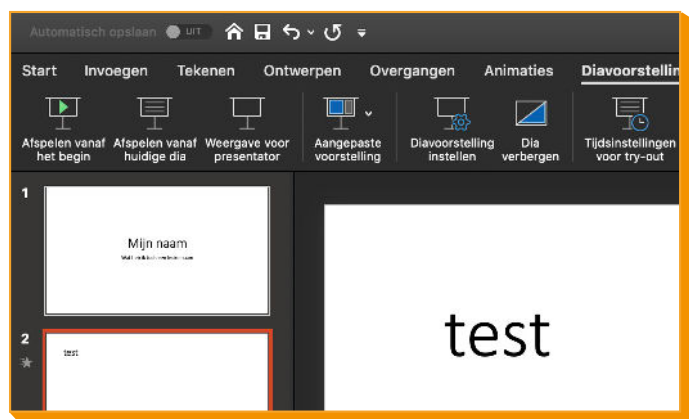 Automatisch opslaan UIT
Start Invoegen Tekenen Ontwerpen Overgangen Animaties Diavoorstellin
Afspelen vanaf het begin
Afspelen vanaf huidige dia
Weergave voor presentator
Aangepaste voorstelling
Diavoorstelling instellen
Dia verbergen
Tijdsinstellingen voor try-out
1
Mijn naam
2
test
test